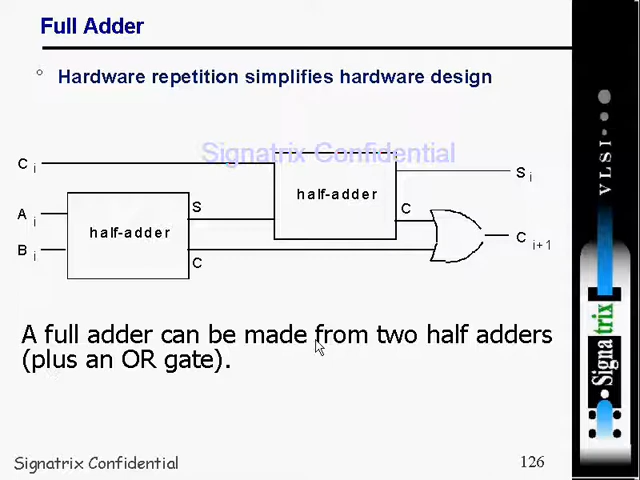 Full Adder
Hardware repetition simplifies hardware design
Signatrix Confidential
C i
S i
half-adder
A i
S
C
half-adder
C i+1
B i
C
A full adder can be made from two half adders
(plus an OR gate).
Signatrix Confidential
126
VLSI
Signatrix